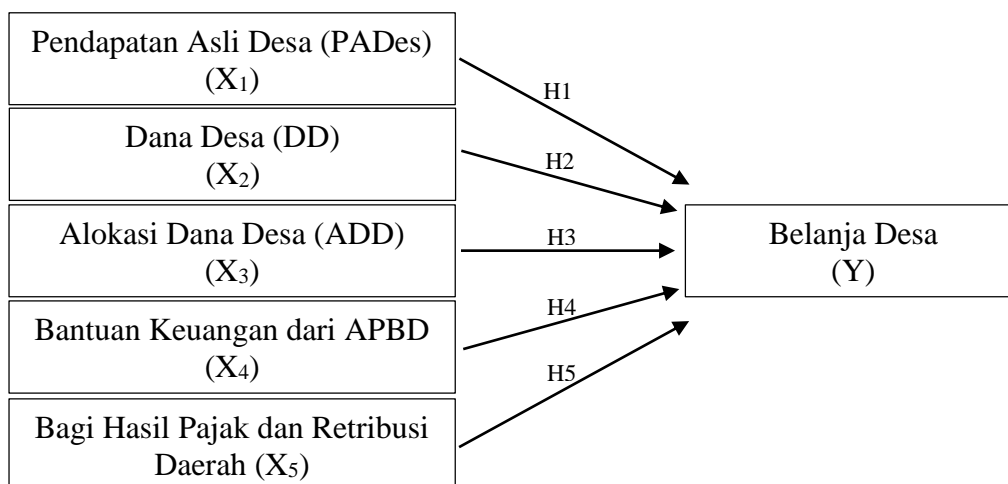 Pendapatan Asli Desa (PADes)
(X₁)
H1
Dana Desa (DD)
(X₂)
H2
Alokasi Dana Desa (ADD)
(X₃)
H3
Belanja Desa
(Y)
Bantuan Keuangan dari APBD
(X₄)
H4
Bagi Hasil Pajak dan Retribusi
Daerah (X₅)
H5